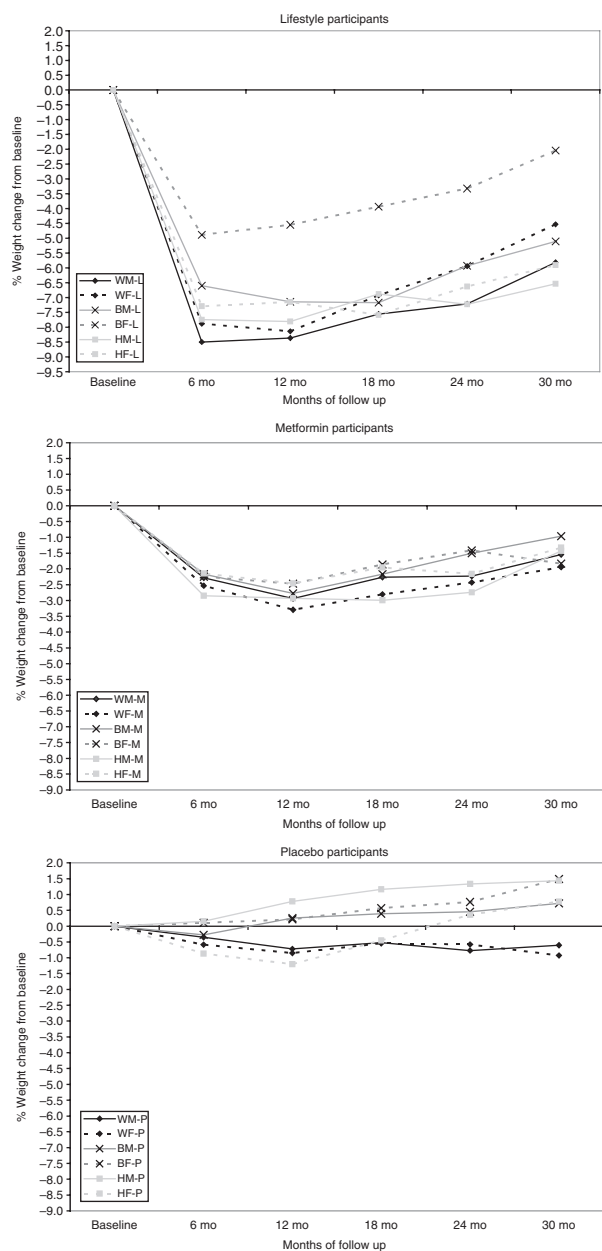 Lifestyle participants
% Weight change from baseline
2.0
1.5
1.0
0.5
0.0
–0.5
–1.0
–1.5
–2.0
–2.5
–3.0
–3.5
–4.0
–4.5
–5.0
–5.5
–6.0
–6.5
–7.0
–7.5
–8.0
–8.5
–9.0
–9.5
WM-L
WF-L
BM-L
BF-L
HM-L
HF-L
Baseline 6 mo 12 mo 18 mo 24 mo 30 mo
Months of follow up
Metformin participants
% Weight change from baseline
2.0
1.5
1.0
0.5
0.0
–0.5
–1.0
–1.5
–2.0
–2.5
–3.0
–3.5
–4.0
–4.5
–5.0
–5.5
–6.0
–6.5
–7.0
–7.5
–8.0
–8.5
–9.0
WM-M
WF-M
BM-M
BF-M
HM-M
HF-M
Baseline 6 mo 12 mo 18 mo 24 mo 30 mo
Months of follow up
Placebo participants
% Weight change from baseline
2.0
1.5
1.0
0.5
0.0
–0.5
–1.0
–1.5
–2.0
–2.5
–3.0
–3.5
–4.0
–4.5
–5.0
–5.5
–6.0
–6.5
–7.0
–7.5
–8.0
–8.5
–9.0
WM-P
WF-P
BM-P
BF-P
HM-P
HF-P
Baseline 6 mo 12 mo 18 mo 24 mo 30 mo
Months of follow up